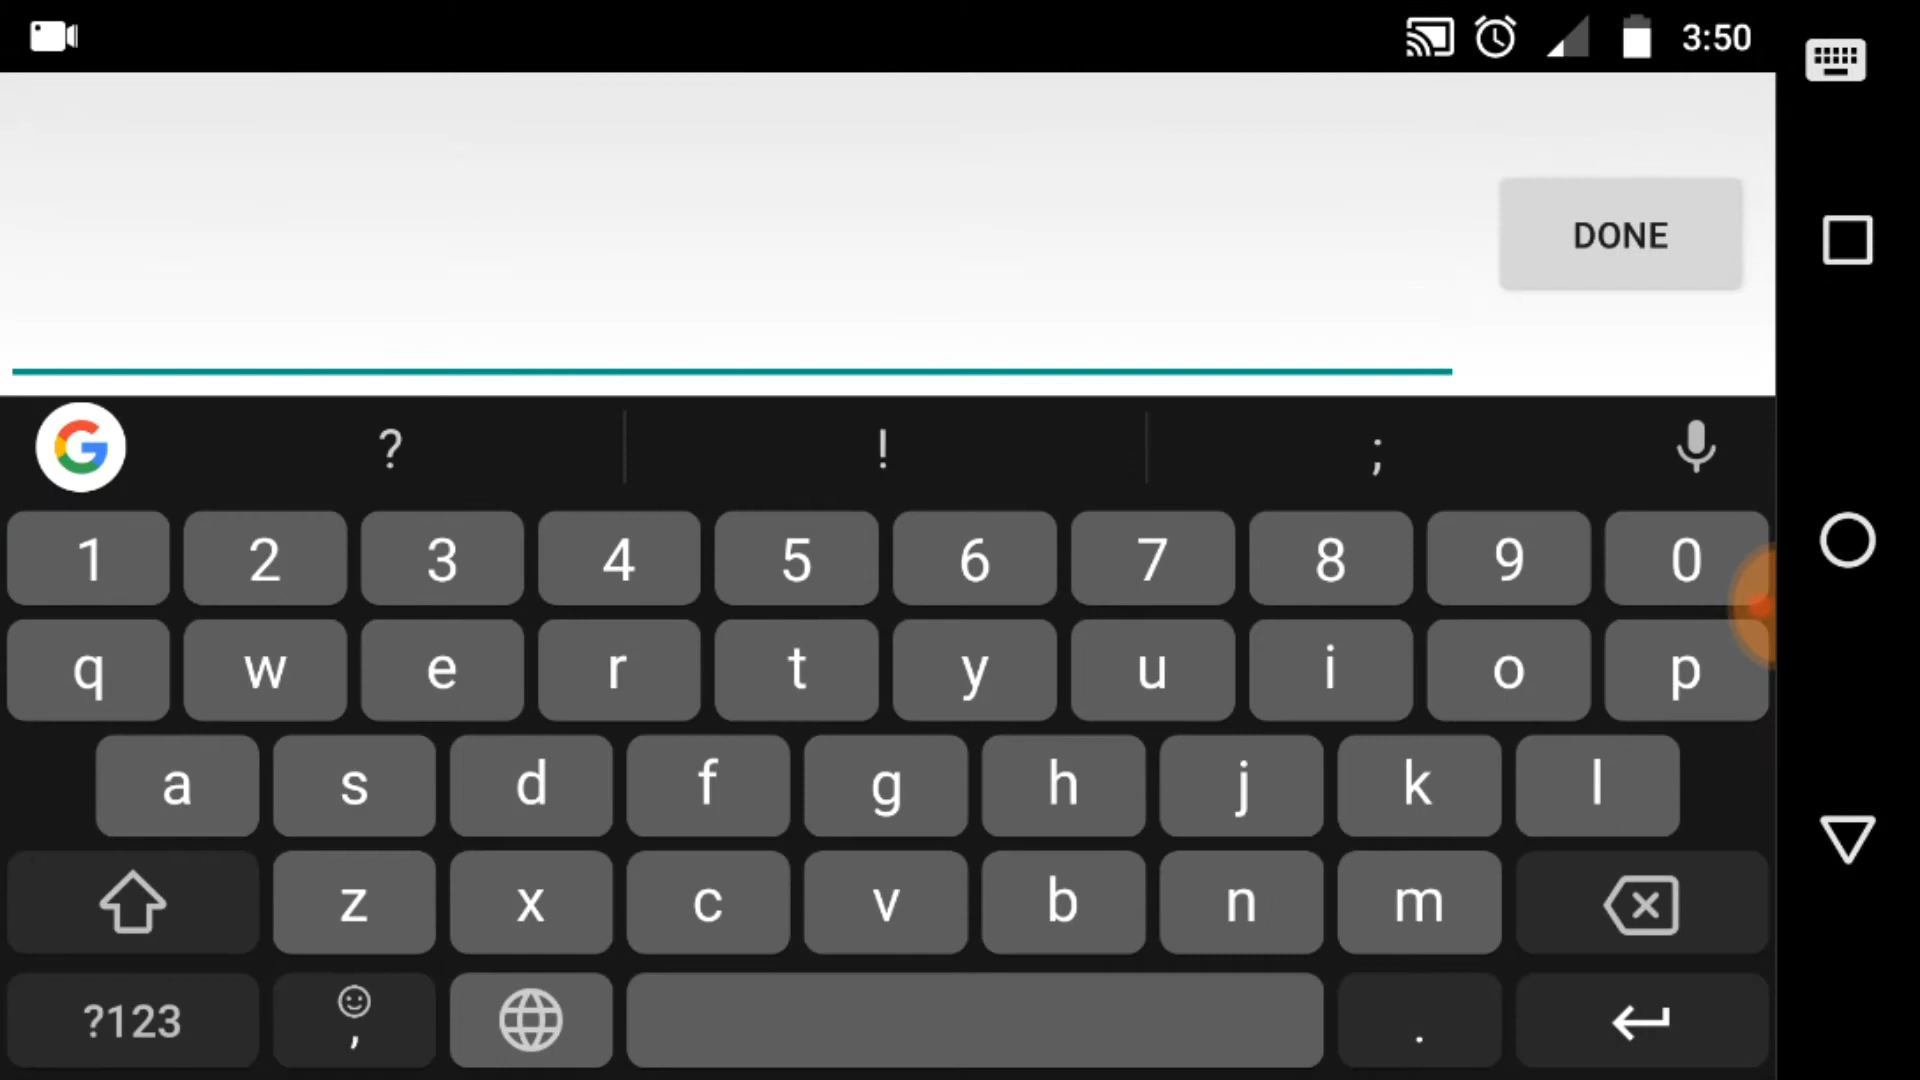 3:50
DONE
? ! ;
1 2 3 4 5 6 7 8 9 0
q w e r t y u i o p
a s d f g h j k l
z x c v b n m
?123 , .